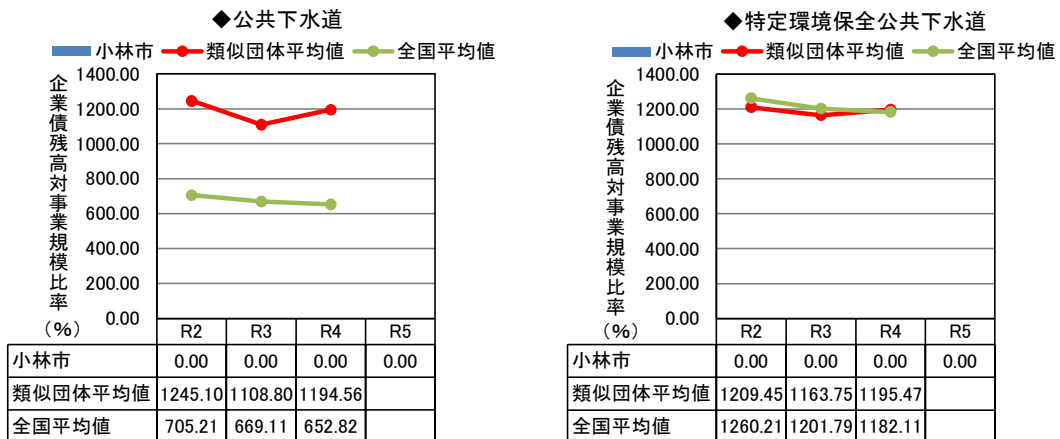 ◆公共下水道
小林市 類似団体平均値 全国平均値
企業債残高対事業規模比率
(%)
1400.00
1200.00
1000.00
800.00
600.00
400.00
200.00
0.00
R2 R3 R4 R5
小林市 0.00 0.00 0.00 0.00
類似団体平均値 1245.10 1108.80 1194.56
全国平均値 705.21 669.11 652.82
◆特定環境保全公共下水道
小林市 類似団体平均値 全国平均値
企業債残高対事業規模比率
(%)
1400.00
1200.00
1000.00
800.00
600.00
400.00
200.00
0.00
R2 R3 R4 R5
小林市 0.00 0.00 0.00 0.00
類似団体平均値 1209.45 1163.75 1195.47
全国平均値 1260.21 1201.79 1182.11